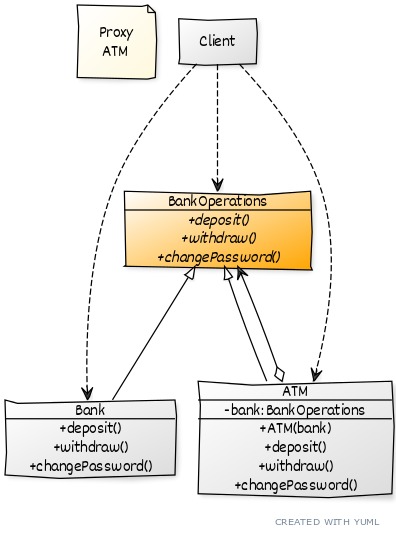 Proxy
ATM
Client
BankOperations
+deposit()
+withdraw()
+changePassword()
Bank
+deposit()
+withdraw()
+changePassword()
ATM
-bank: BankOperations
+ATM(bank)
+deposit()
+withdraw()
+changePassword()
CREATED WITH YUML